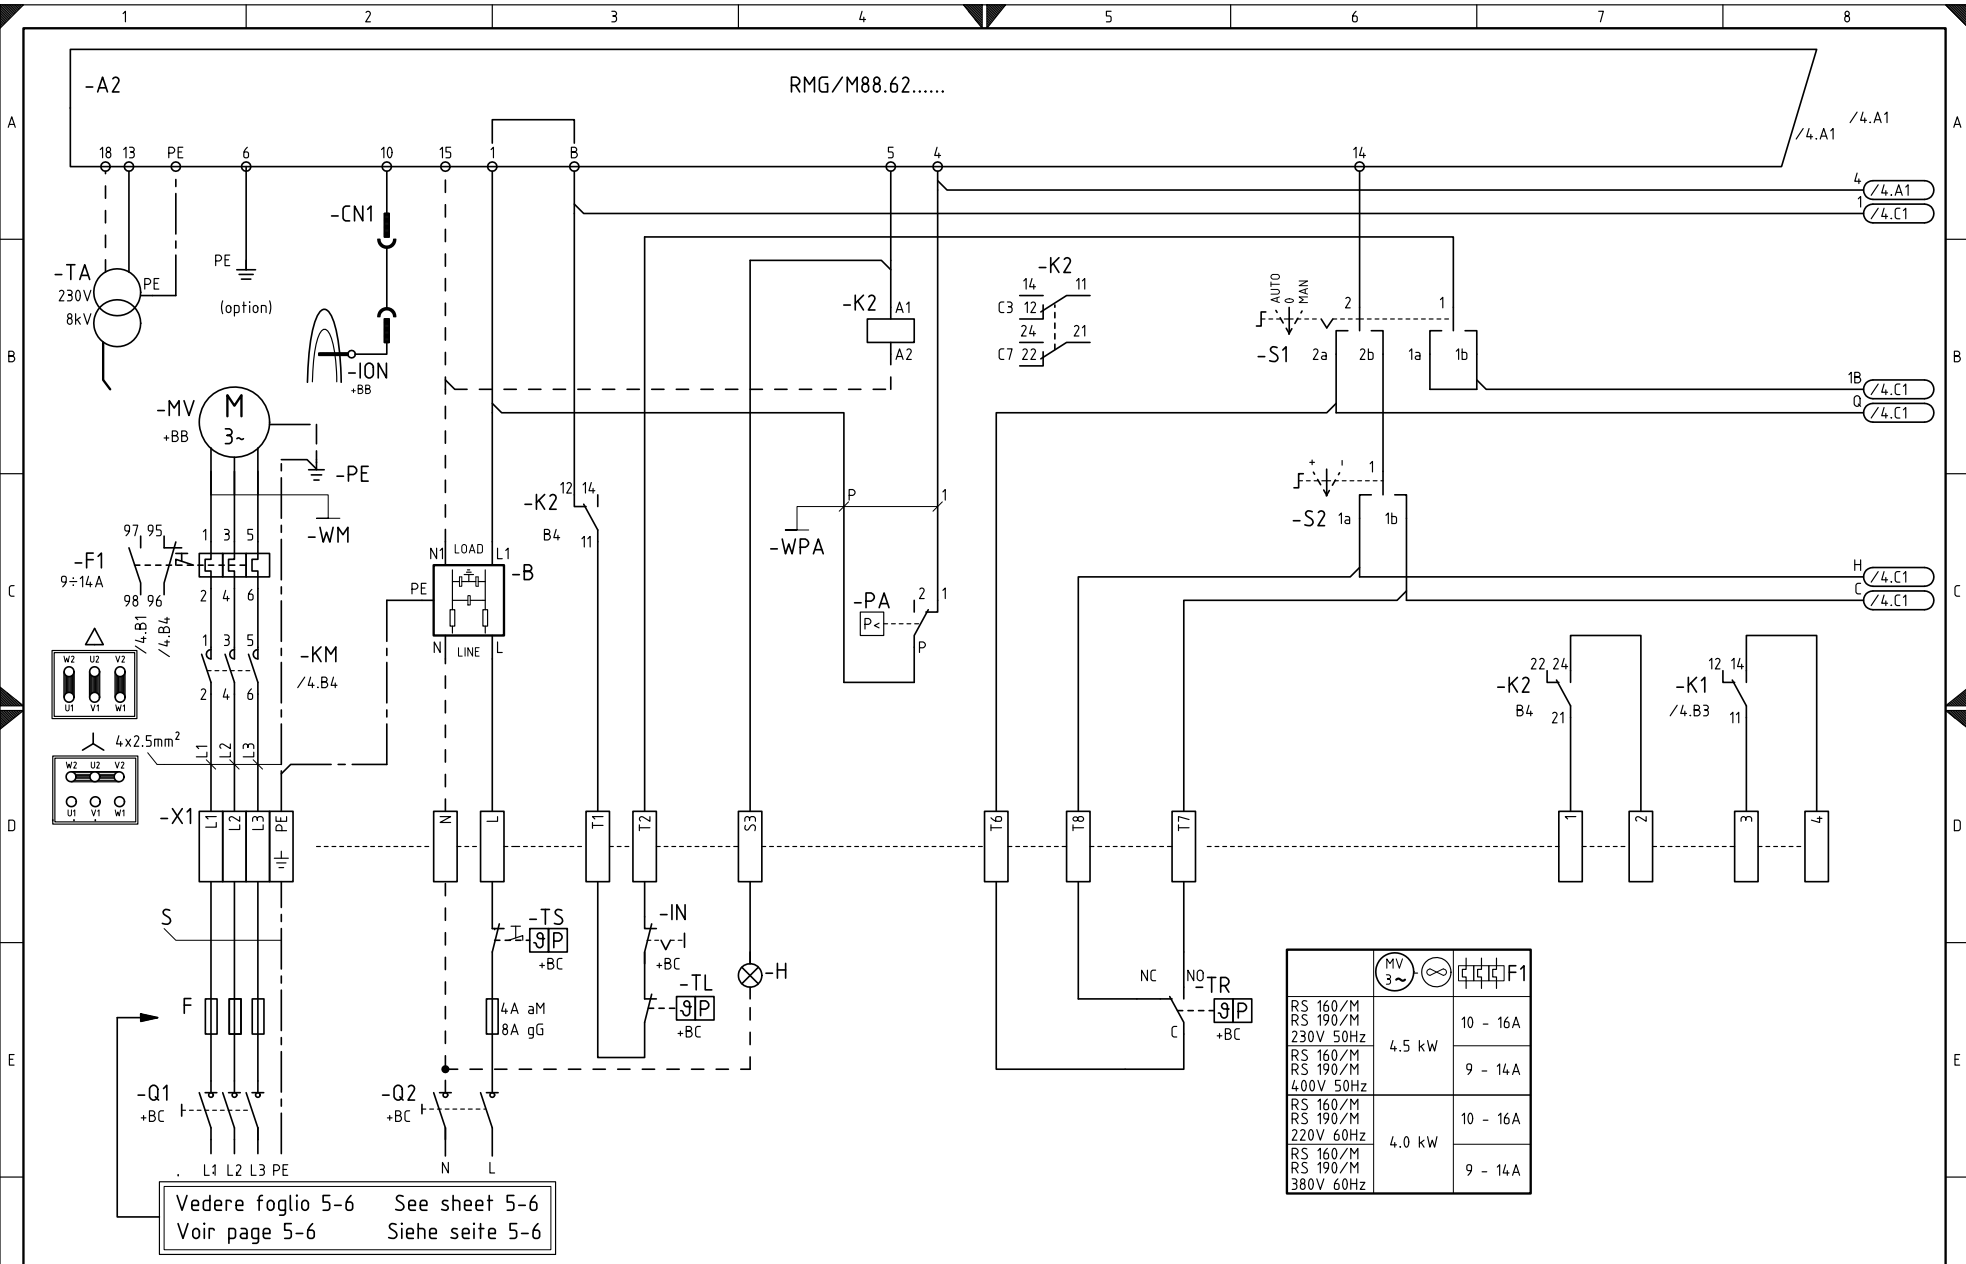 1 2 3 4 5 6 7 8
A A
-A2
RMG/M88.62......
/4.A1
/4.A1
18 13 PE 6 10 15 1 B 5 4 14
4 /4.A1
1 /4.C1
-CN1
PE
(option)
-TA
230V
8kV
PE
-ION
+BB
-K2
A1
A2
-K2
14 11
C3 12
24 21
C7 22
AUTO
0
MAN
2 1
-S1
2a 2b 1a 1b
B B
1B /4.C1
Q /4.C1
-MV
+BB
M
3~
-PE
-WM
+ -
1
-S2
1a 1b
97 95
1 3 5
-F1
9÷14A
98 96
2 4 6
/4.B1
/4.B4
12 14
-K2
B4
11
N1 LOAD L1
-B
PE
N LINE L
P 1
-WPA
-PA
P<
2 1
P
H /4.C1
C /4.C1
C C
△
W2 U2 V2
U1 V1 W1
1 3 5
-KM
/4.B4
2 4 6
22 24
-K2
B4
21
12 14
-K1
/4.B3
11
4x2.5mm²
L1 L2 L3
W2 U2 V2
U1 V1 W1
D D
-X1
L1 L2 L3 PE N L T1 T2 S3 T6 T8 T7 1 2 3 4
S
-TS
ϑ P
+BC
-IN
+BC
-TL
ϑ P
+BC
-H
NC NO
-TR
ϑ P
+BC
C
F
4A aM
8A gG
E E
-Q1
+BC
-Q2
+BC
L1 L2 L3 PE
N L
MV
3~
F1
RS 160/M
RS 190/M
230V 50Hz
4.5 kW
10 - 16A
RS 160/M
RS 190/M
400V 50Hz
9 - 14A
RS 160/M
RS 190/M
220V 60Hz
4.0 kW
10 - 16A
RS 160/M
RS 190/M
380V 60Hz
9 - 14A
Vedere foglio 5-6 See sheet 5-6
Voir page 5-6 Siehe seite 5-6